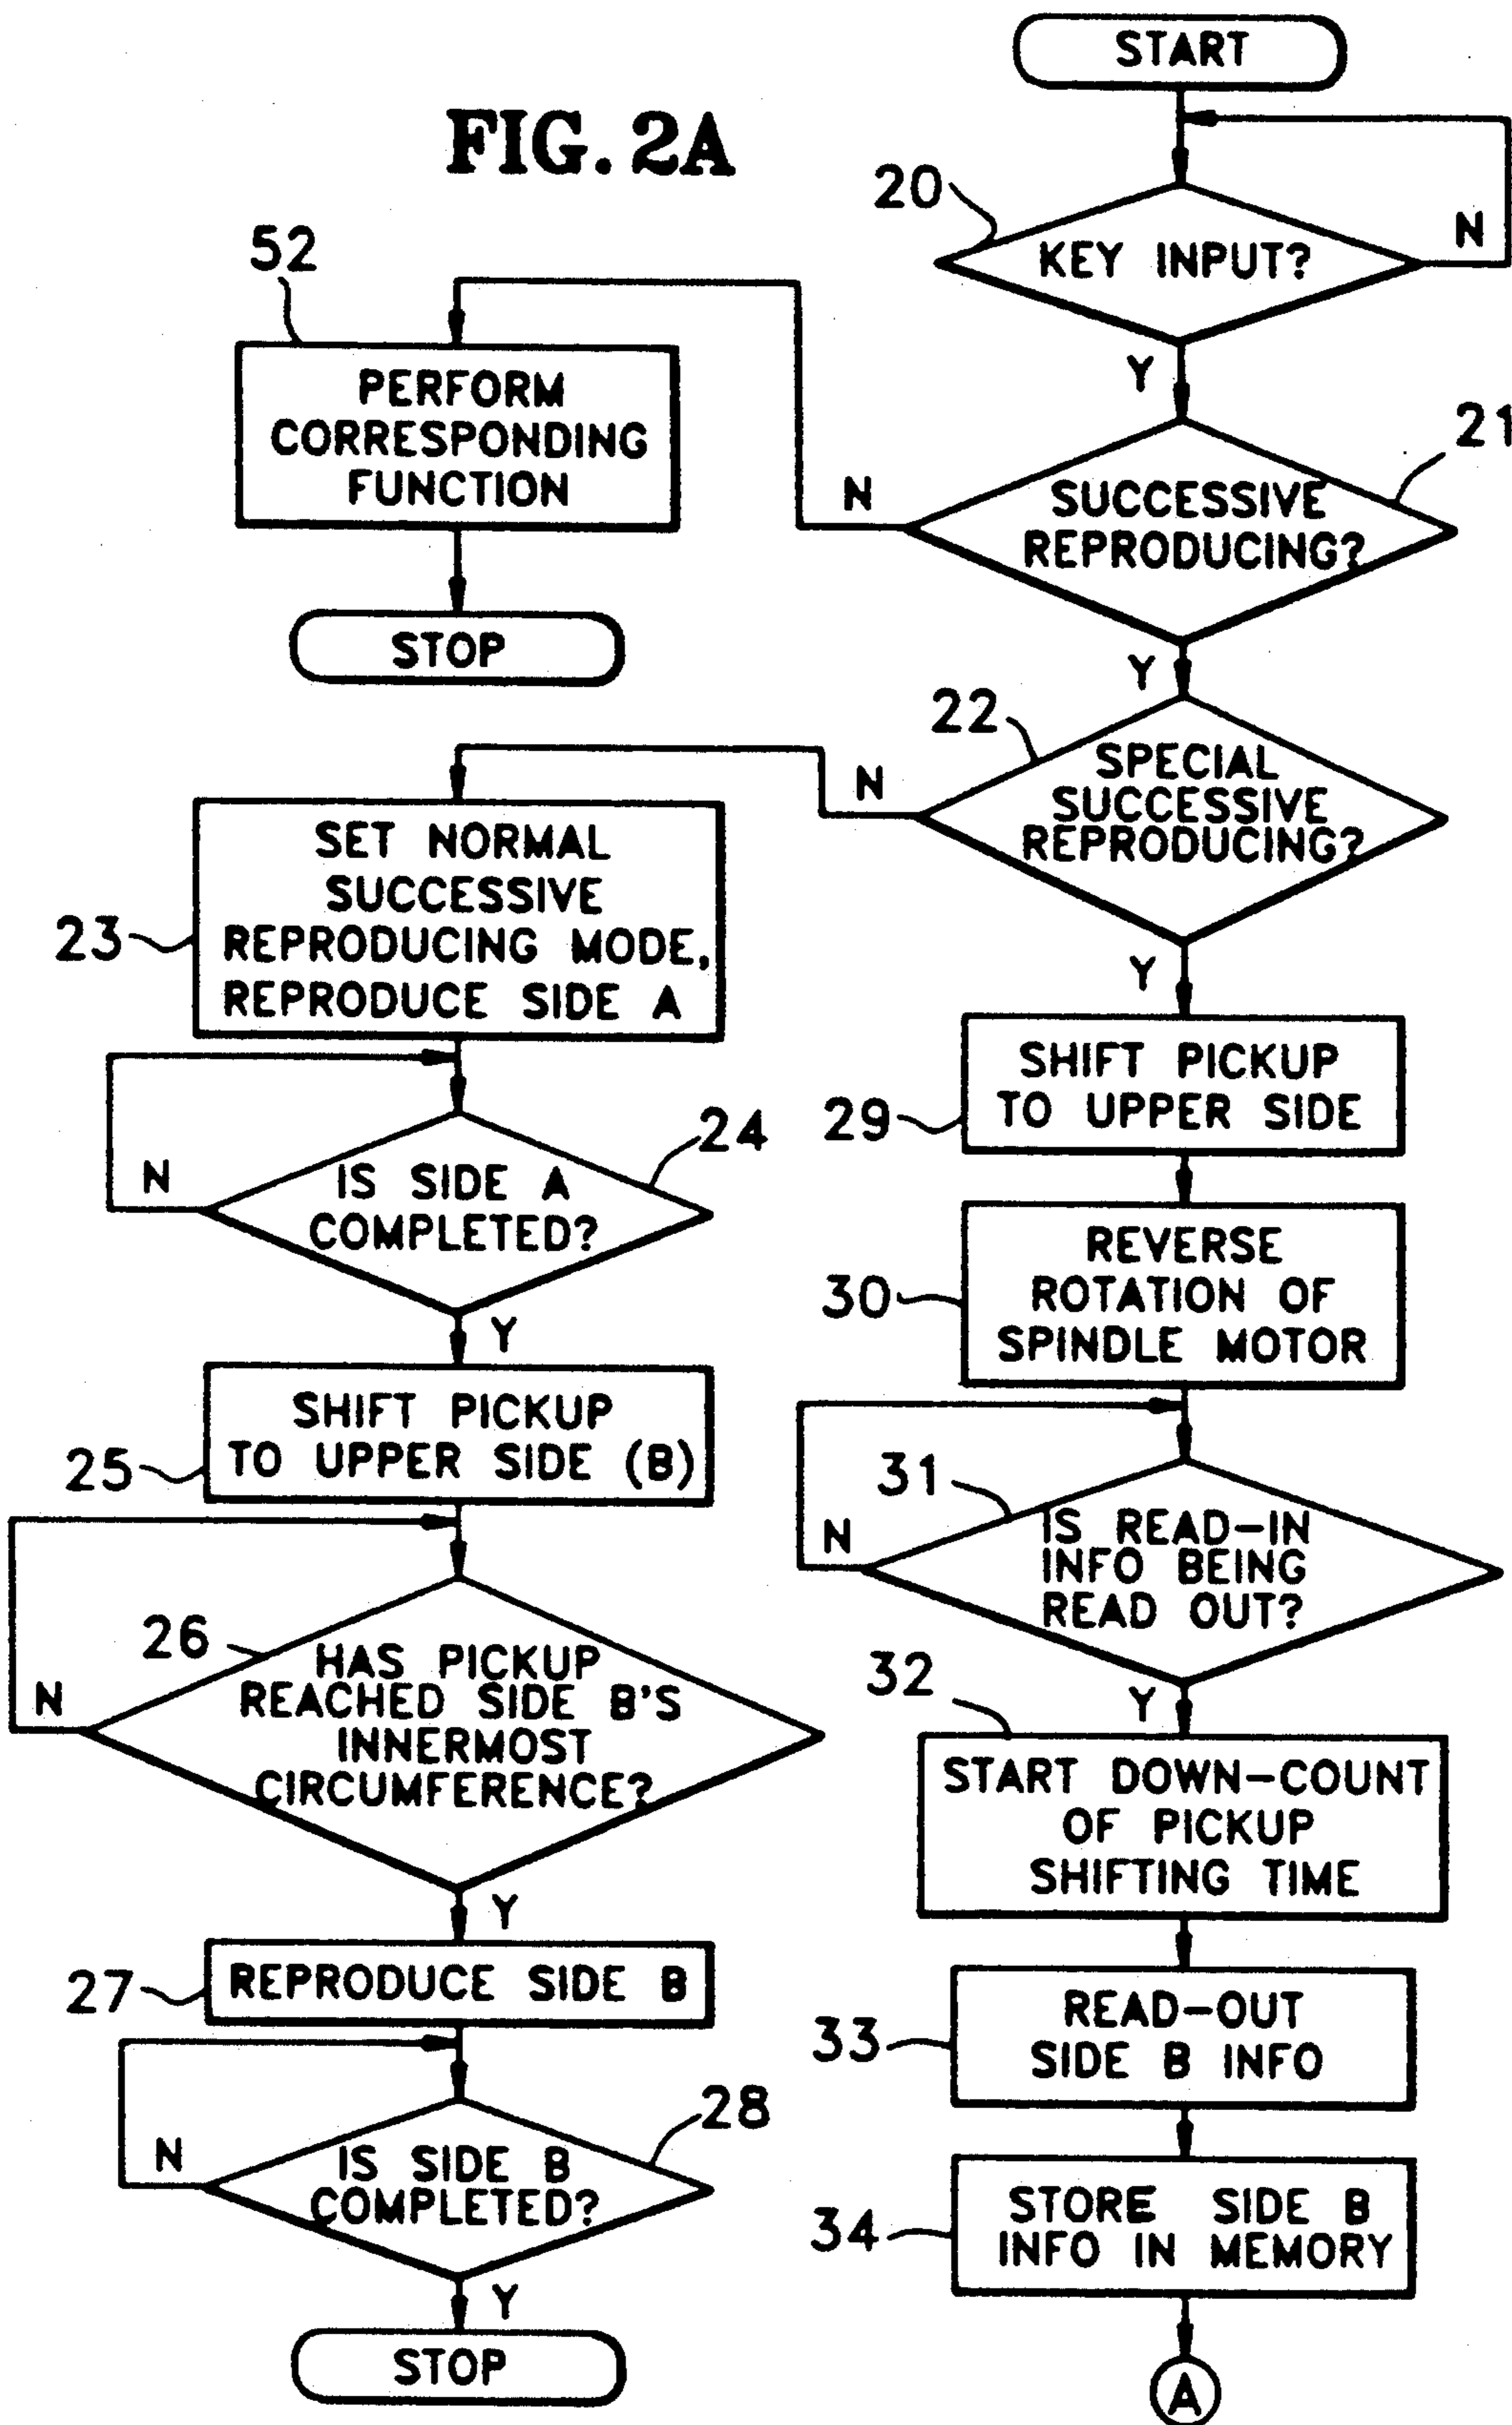 FIG. 2A
START
20
KEY INPUT?
N
Y
21
SUCCESSIVE
REPRODUCING?
N
Y
52
PERFORM
CORRESPONDING
FUNCTION
STOP
22
SPECIAL
SUCCESSIVE
REPRODUCING?
N
Y
23
SET NORMAL
SUCCESSIVE
REPRODUCING MODE,
REPRODUCE SIDE A
24
IS SIDE A
COMPLETED?
N
Y
25
SHIFT PICKUP
TO UPPER SIDE (B)
26
HAS PICKUP
REACHED SIDE B'S
INNERMOST
CIRCUMFERENCE?
N
Y
27
REPRODUCE SIDE B
28
IS SIDE B
COMPLETED?
N
Y
STOP
29
SHIFT PICKUP
TO UPPER SIDE
30
REVERSE
ROTATION OF
SPINDLE MOTOR
31
IS READ-IN
INFO BEING
READ OUT?
N
Y
32
START DOWN-COUNT
OF PICKUP
SHIFTING TIME
33
READ-OUT
SIDE B INFO
34
STORE SIDE B
INFO IN MEMORY
A